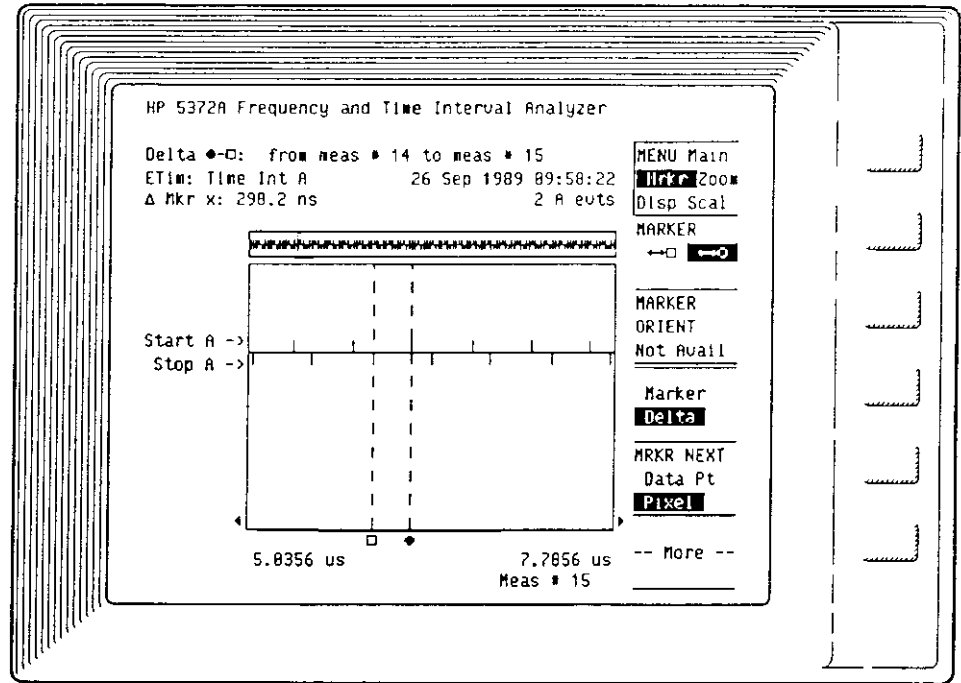 HP 5372A Frequency and Time Interval Analyzer
Delta ●-□: from meas # 14 to meas # 15
ETim: Time Int A 26 Sep 1989 09:58:22
Δ Mkr x: 298.2 ns 2 A evts
Start A ->
Stop A ->
5.8356 us 7.7856 us
Meas # 15
MENU Main
Mrkr Zoom
Disp Scal
MARKER
↔□ ↔○
MARKER
ORIENT
Not Avail
Marker
Delta
MRKR NEXT
Data Pt
Pixel
-- More --